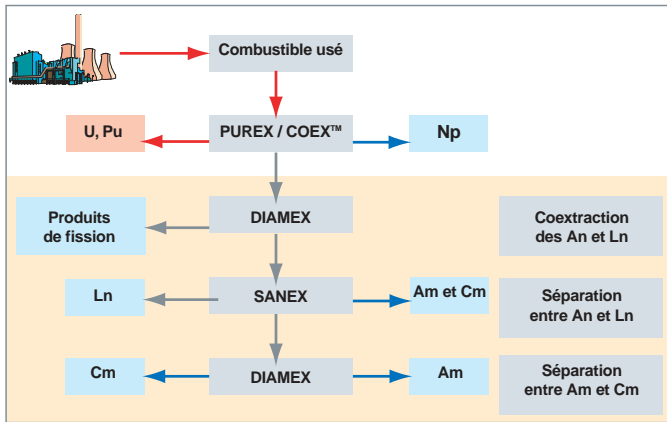 Combustible usé
U, Pu
PUREX / COEX™
Np
Produits
de fission
DIAMEX
Coextraction
des An et Ln
Ln
SANEX
Am et Cm
Séparation
entre An et Ln
Cm
DIAMEX
Am
Séparation
entre Am et Cm